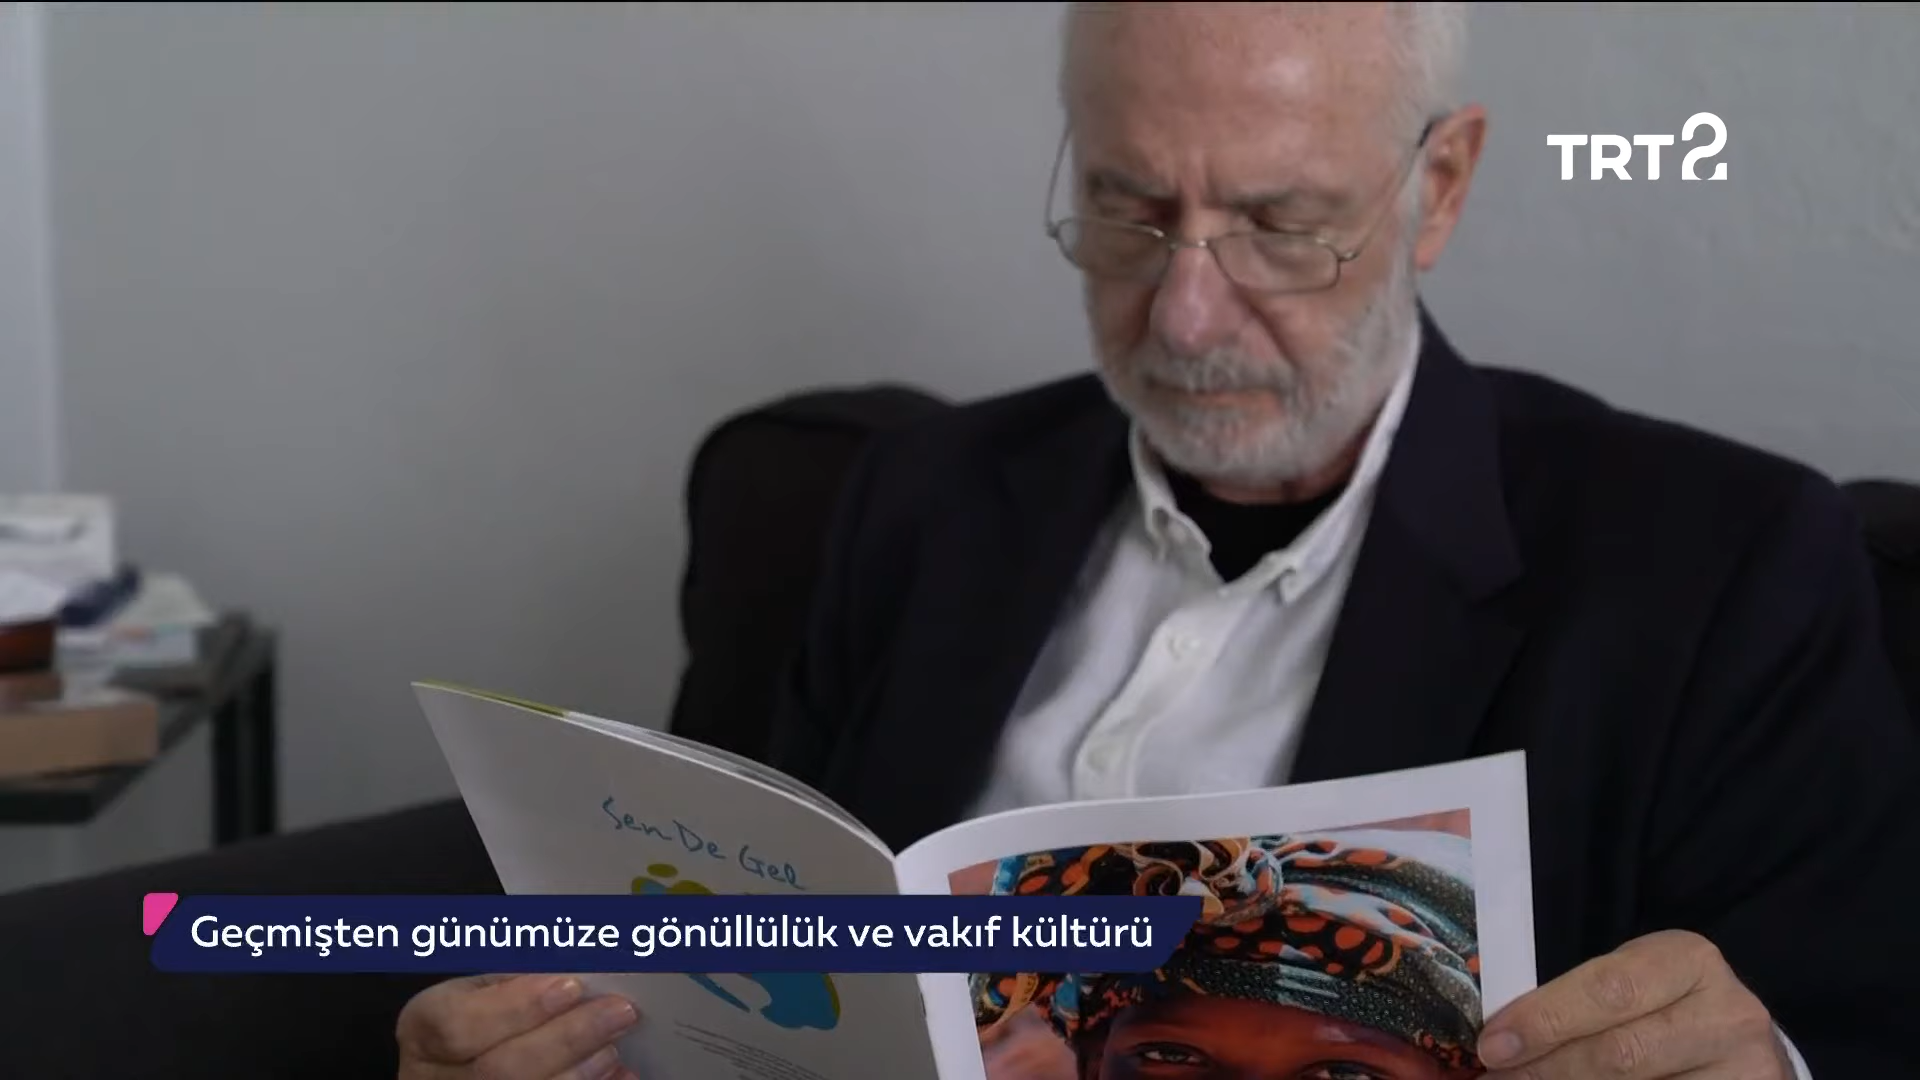 TRT2
Sen De Gel
Geçmişten günümüze gönüllülük ve vakıf kültürü